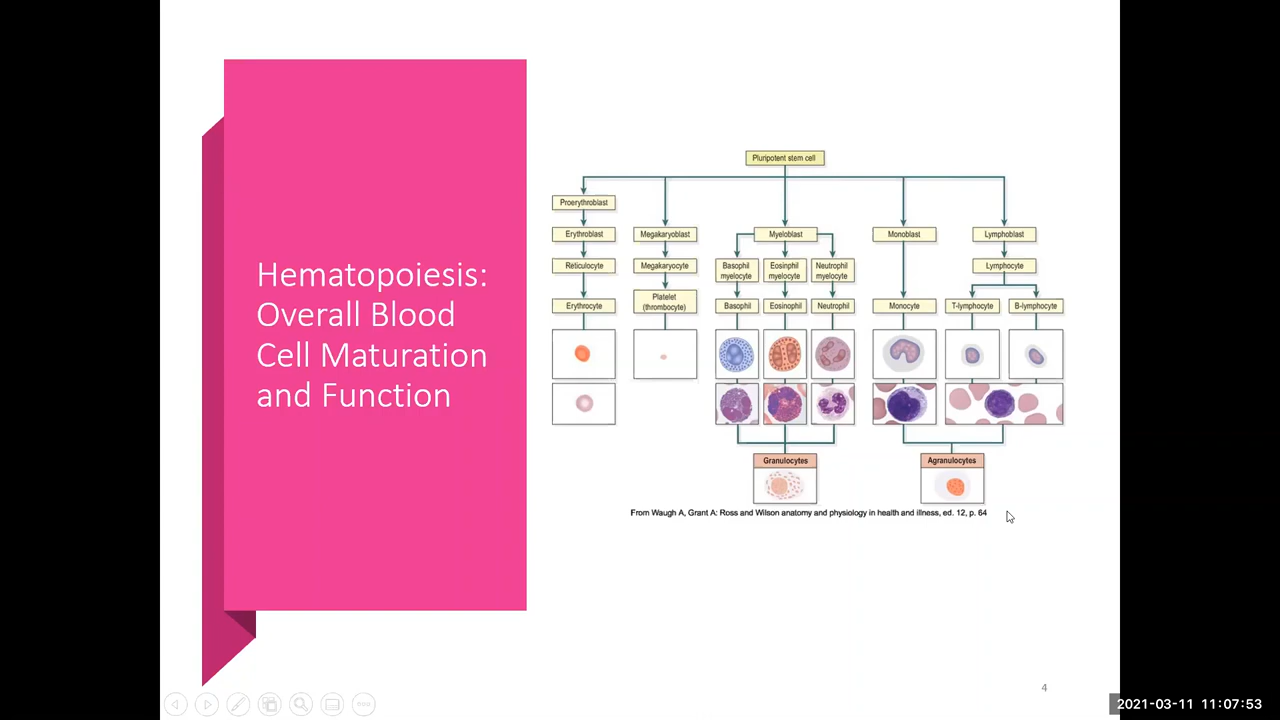 Hematopoiesis:
Overall Blood
Cell Maturation
and Function
Pluripotent stem cell
Proerythroblast
Erythroblast
Megakaryoblast
Myeloblast
Monoblast
Lymphoblast
Reticulocyte
Megakaryocyte
Basophil
myelocyte
Eosinphil
myelocyte
Neutrophil
myelocyte
Lymphocyte
Erythrocyte
Platelet
(thrombocyte)
Basophil
Eosinophil
Neutrophil
Monocyte
T-lymphocyte
B-lymphocyte
Granulocytes
Agranulocytes
From Waugh A, Grant A: Ross and Wilson anatomy and physiology in health and illness, ed. 12, p. 64
4
2021-03-11 11:07:53